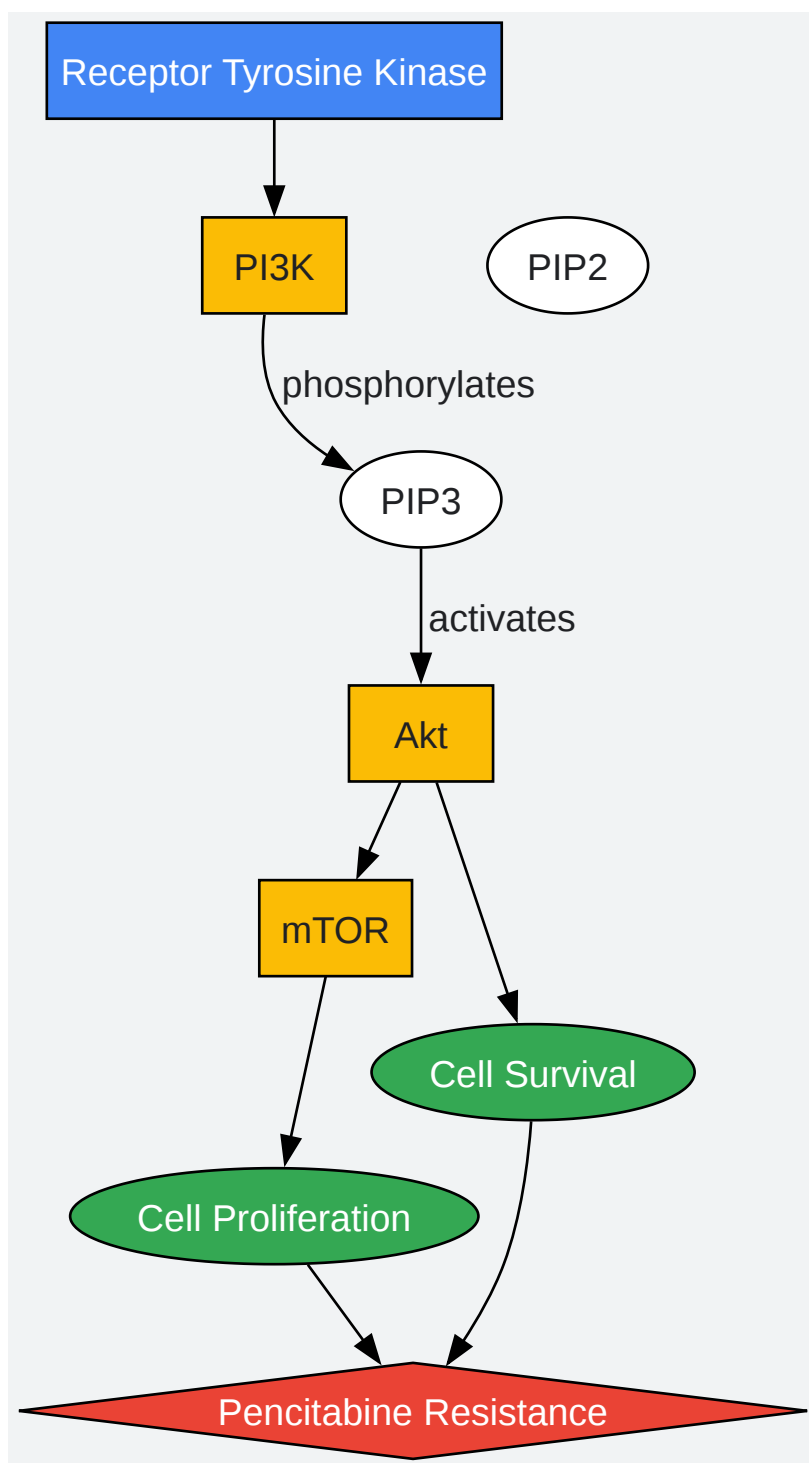 Receptor Tyrosine Kinase
PI3K
PIP2
phosphorylates
PIP3
activates
Akt
mTOR
Cell Survival
Cell Proliferation
Pencitabine Resistance